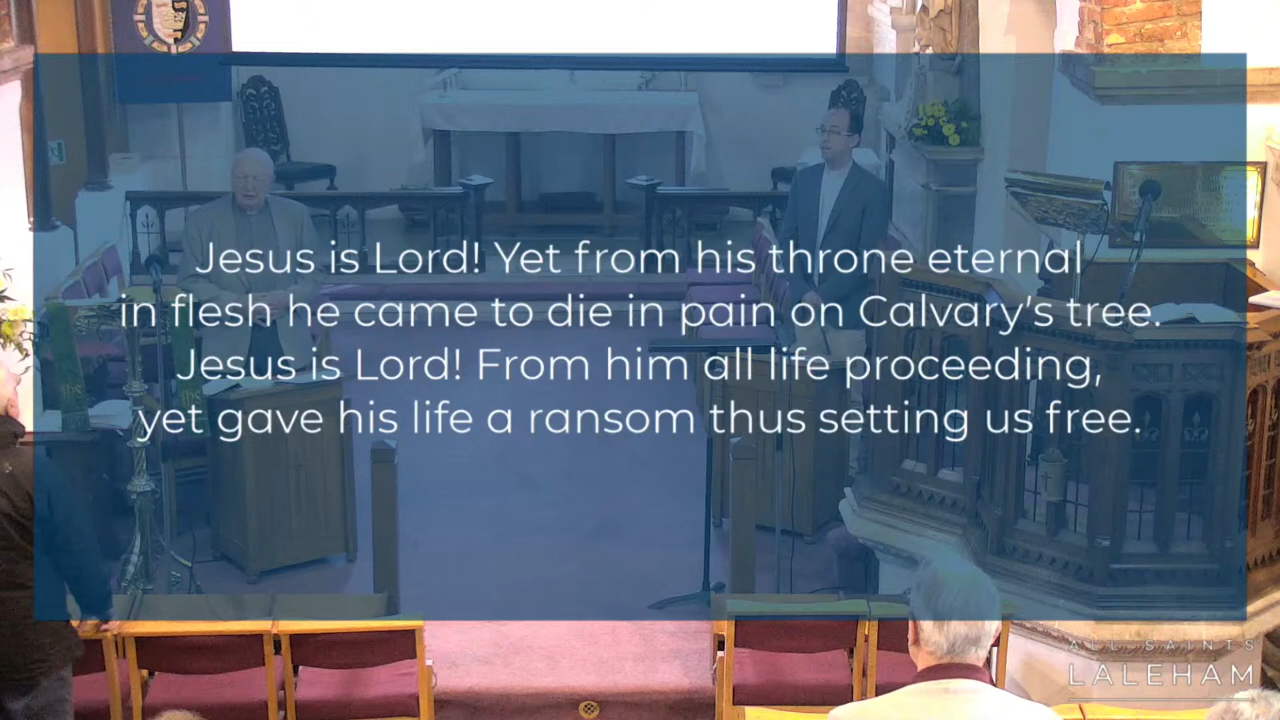 Jesus is Lord! Yet from his throne eternal
in flesh he came to die in pain on Calvary's tree.
Jesus is Lord! From him all life proceeding,
yet gave his life a ransom thus setting us free.
ALL SAINTS
LALEHAM